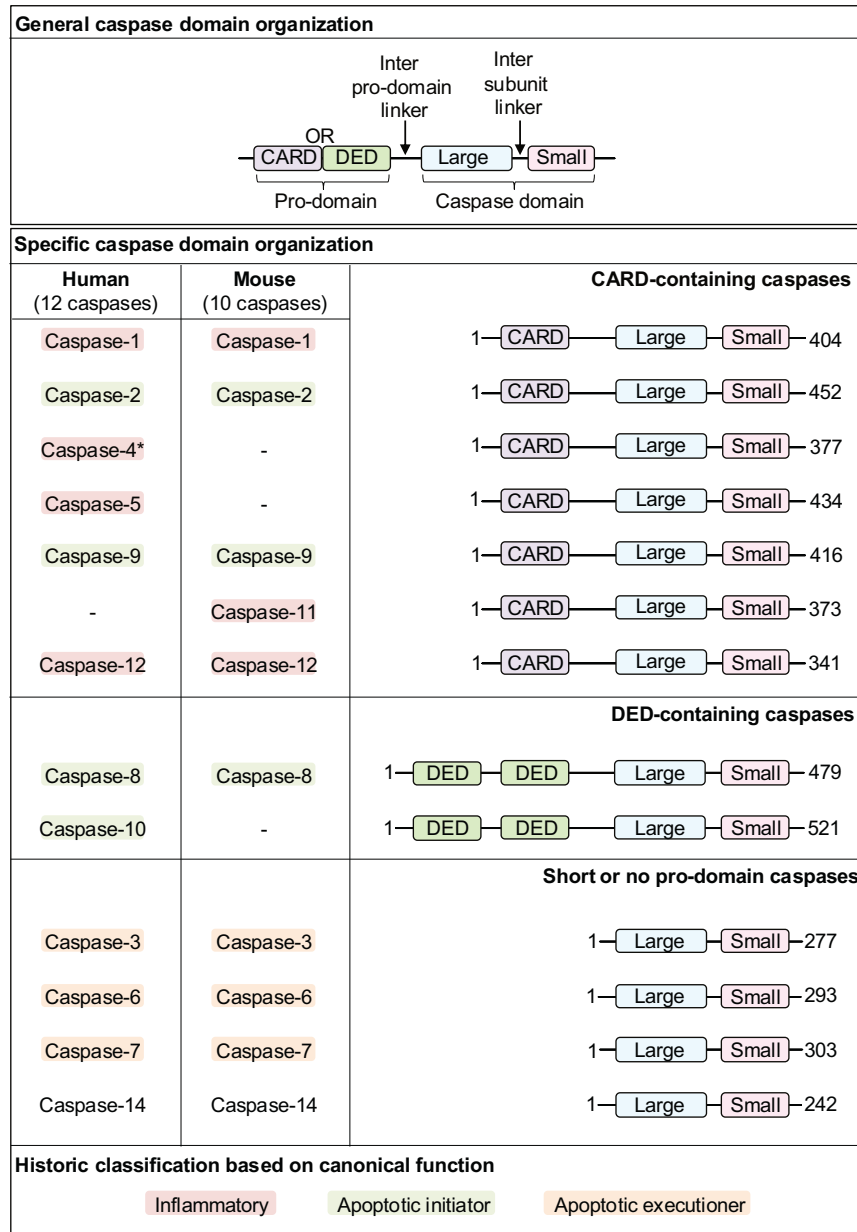 General caspase domain organization
Inter pro-domain linker
Inter subunit linker
OR
CARD DED Large Small
Pro-domain Caspase domain
Specific caspase domain organization
Human Mouse CARD-containing caspases
(12 caspases) (10 caspases)
Caspase-1 Caspase-1 1 CARD Large Small 404
Caspase-2 Caspase-2 1 CARD Large Small 452
Caspase-4* - 1 CARD Large Small 377
Caspase-5 - 1 CARD Large Small 434
Caspase-9 Caspase-9 1 CARD Large Small 416
- Caspase-11 1 CARD Large Small 373
Caspase-12 Caspase-12 1 CARD Large Small 341
DED-containing caspases
Caspase-8 Caspase-8 1 DED DED Large Small 479
Caspase-10 - 1 DED DED Large Small 521
Short or no pro-domain caspases
Caspase-3 Caspase-3 1 Large Small 277
Caspase-6 Caspase-6 1 Large Small 293
Caspase-7 Caspase-7 1 Large Small 303
Caspase-14 Caspase-14 1 Large Small 242
Historic classification based on canonical function
Inflammatory Apoptotic initiator Apoptotic executioner